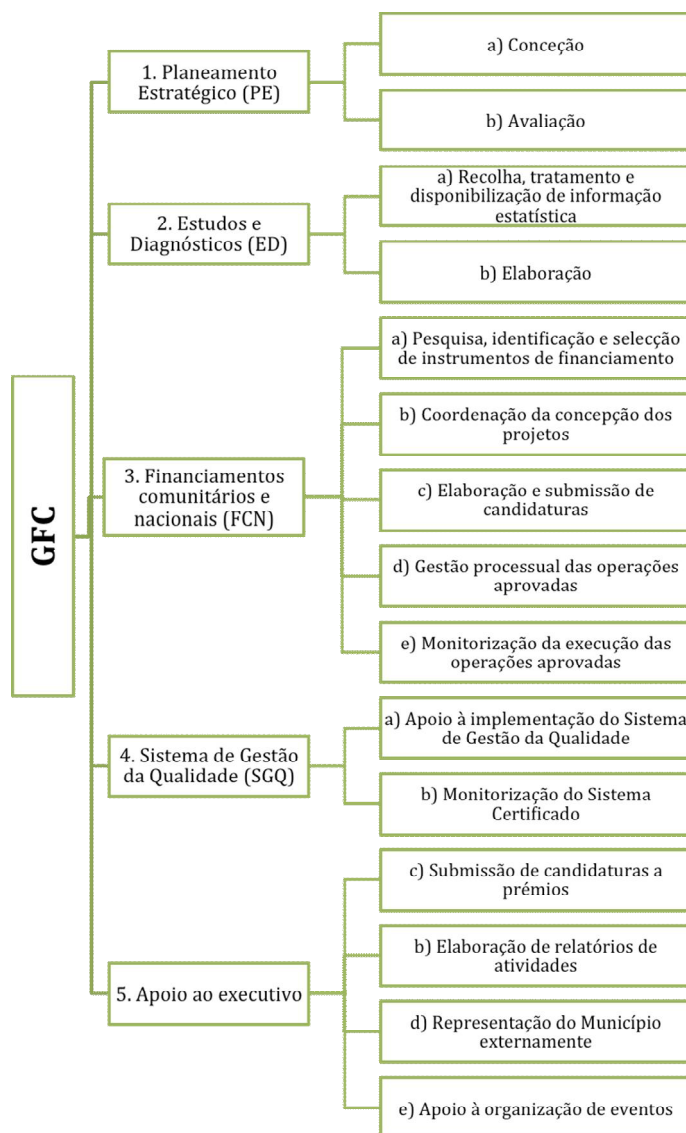 GFC
1. Planeamento
Estratégico (PE)
a) Conceção
b) Avaliação
2. Estudos e
Diagnósticos (ED)
a) Recolha, tratamento e
disponibilização de informação
estatística
b) Elaboração
3. Financiamentos
comunitários e
nacionais (FCN)
a) Pesquisa, identificação e selecção
de instrumentos de financiamento
b) Coordenação da concepção dos
projetos
c) Elaboração e submissão de
candidaturas
d) Gestão processual das operações
aprovadas
e) Monitorização da execução das
operações aprovadas
4. Sistema de Gestão
da Qualidade (SGQ)
a) Apoio à implementação do Sistema
de Gestão da Qualidade
b) Monitorização do Sistema
Certificado
5. Apoio ao executivo
c) Submissão de candidaturas a
prémios
b) Elaboração de relatórios de
atividades
d) Representação do Município
externamente
e) Apoio à organização de eventos